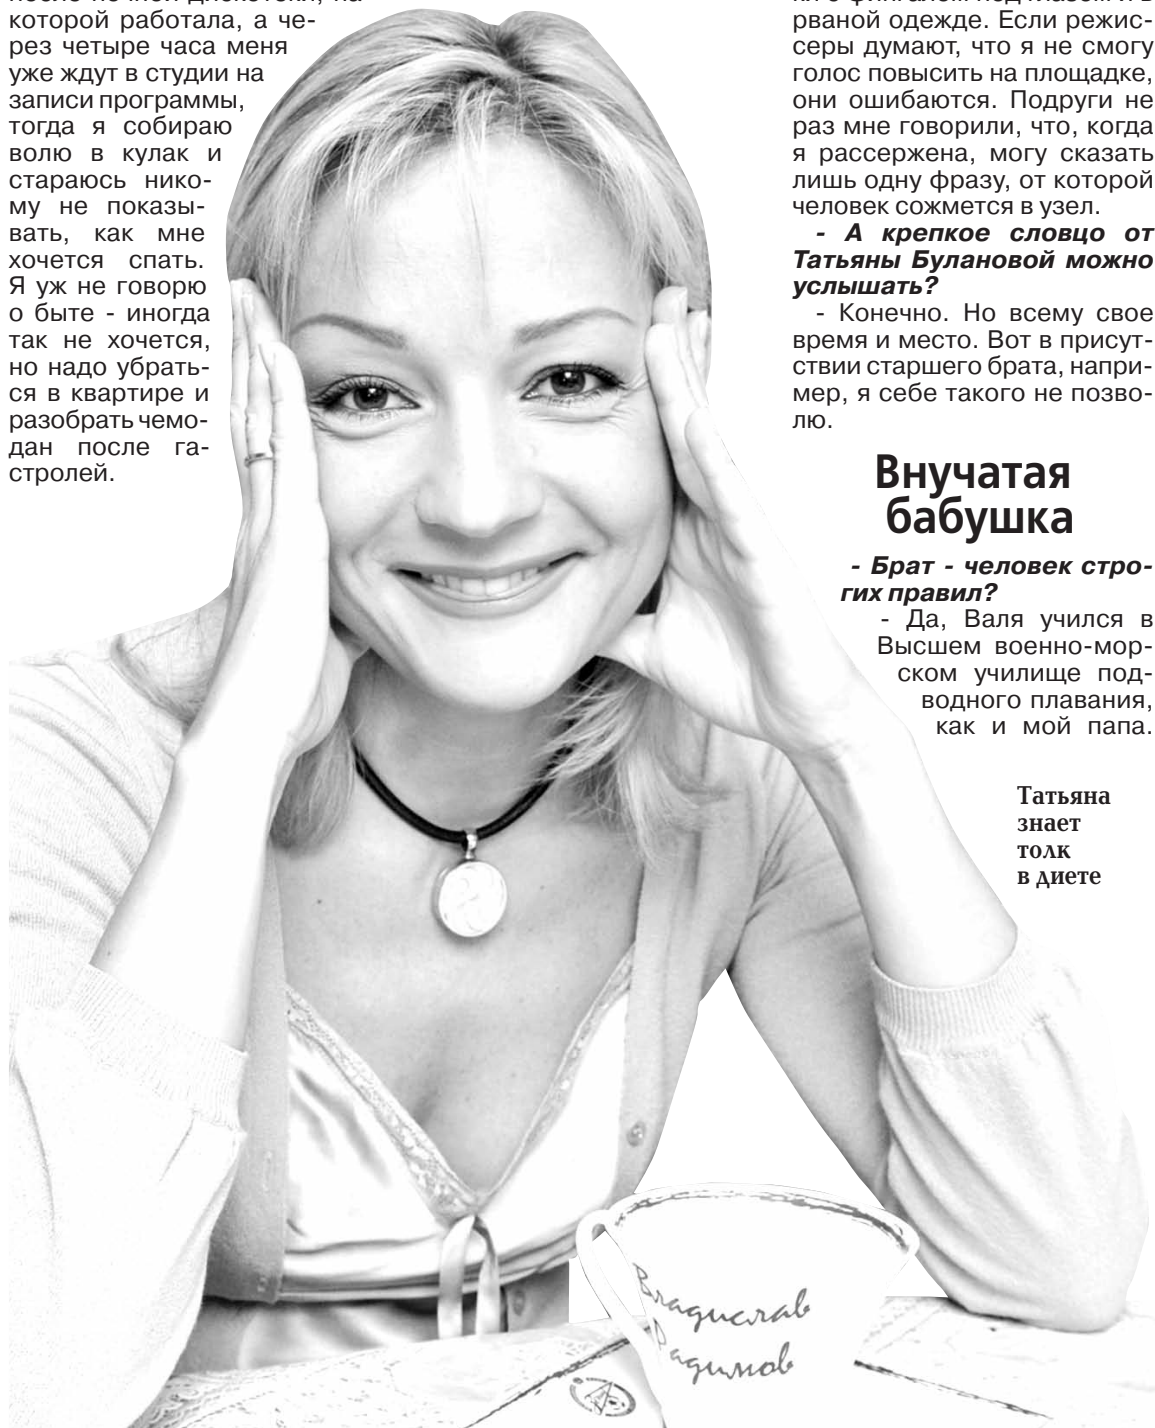 которой работала, а че-
рез четыре часа меня
уже ждут в студии на
записи программы,
тогда я собираю
волю в кулак и
стараюсь нико-
му не показы-
вать, как мне
хочется спать.
Я уж не говорю
о быте - иногда
так не хочется,
но надо убрать-
ся в квартире и
разобрать чемо-
дан после га-
стролей.
рваной одежде. Если режис-
серы думают, что я не смогу
голос повысить на площадке,
они ошибаются. Подруги не
раз мне говорили, что, когда
я рассержена, могу сказать
лишь одну фразу, от которой
человек сожмется в узел.
- А крепкое словцо от
Татьяны Булановой можно
услышать?
- Конечно. Но всему свое
время и место. Вот в присут-
ствии старшего брата, напри-
мер, я себе такого не позво-
лю.
Внучатая
бабушка
- Брат - человек стро-
гих правил?
- Да, Валя учился в
Высшем военно-мор-
ском училище под-
водного плавания,
как и мой папа.
Татьяна
знает
толк
в диете
Владислав
Радимов